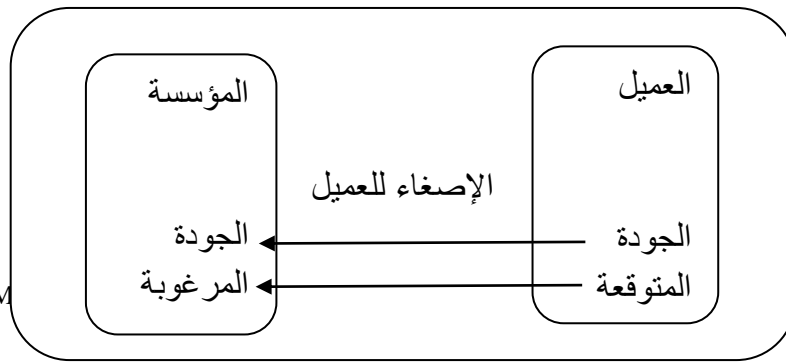 العميل
المؤسسة
الإصغاء للعميل
الجودة
المتوقعة
الجودة
المرغوبة
M